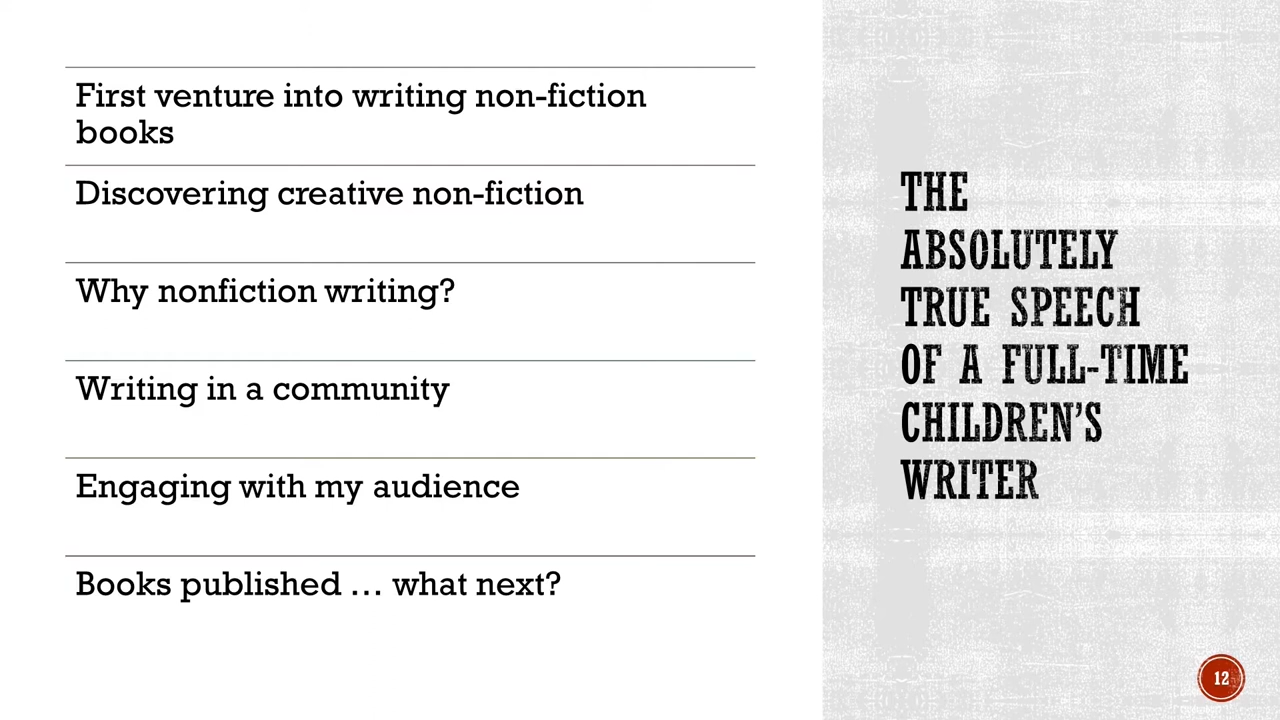 First venture into writing non-fiction
books
Discovering creative non-fiction
Why nonfiction writing?
Writing in a community
Engaging with my audience
Books published … what next?
THE
ABSOLUTELY
TRUE SPEECH
OF A FULL-TIME
CHILDREN’S
WRITER
12